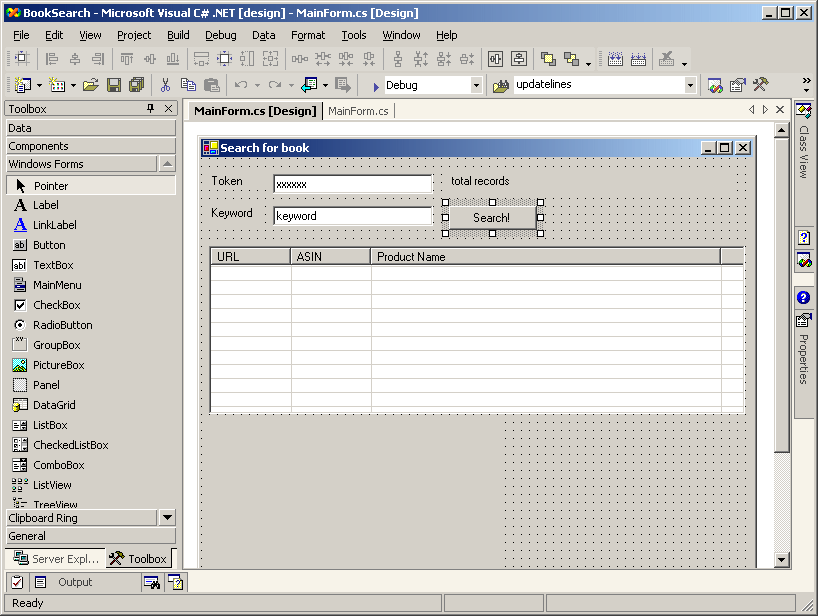 BookSearch - Microsoft Visual C# .NET [design] - MainForm.cs [Design]
File Edit View Project Build Debug Data Format Tools Window Help
Debug updatelines
Toolbox
Data
Components
Windows Forms
Pointer
Label
LinkLabel
Button
TextBox
MainMenu
CheckBox
RadioButton
GroupBox
PictureBox
Panel
DataGrid
ListBox
CheckedListBox
ComboBox
ListView
TreeView
Clipboard Ring
General
Server Expl... Toolbox
MainForm.cs [Design] MainForm.cs
Search for book
Token xxxxxx total records
Keyword keyword Search!
URL ASIN Product Name
Class View
Properties
Output
Ready